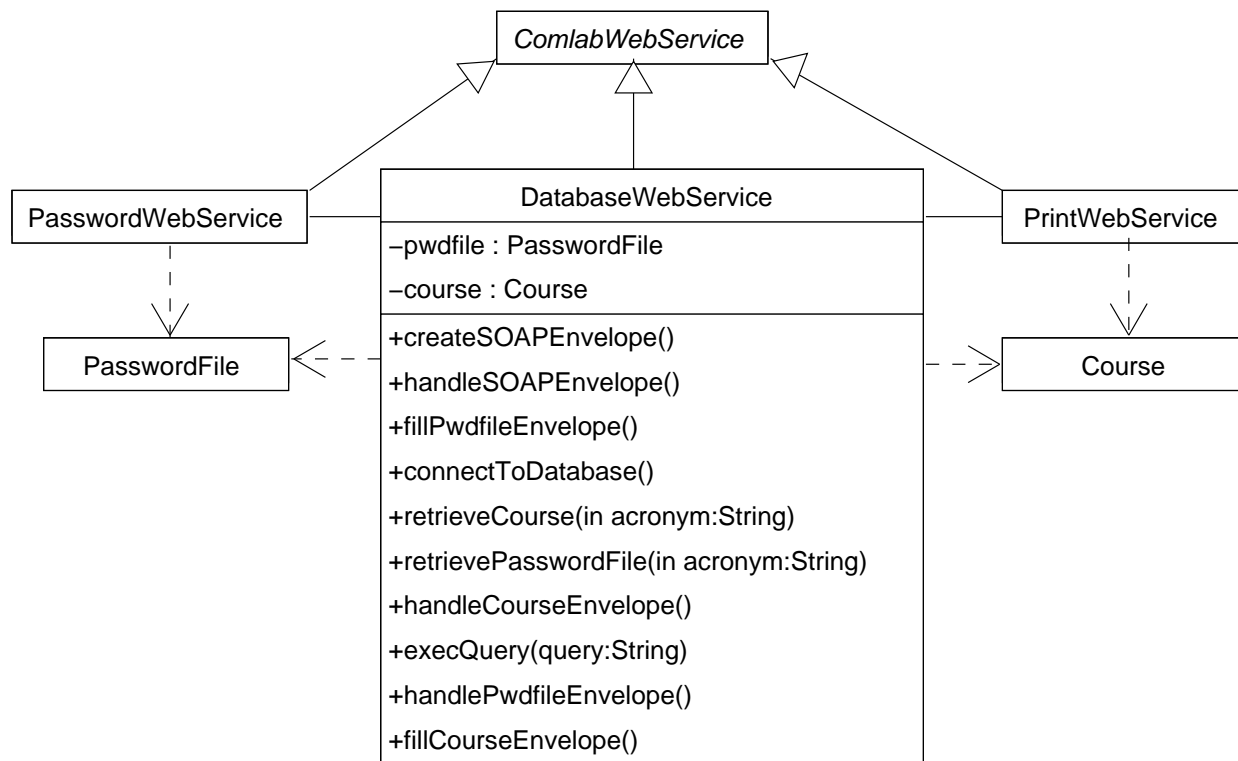 ComlabWebService
PasswordWebService
DatabaseWebService
PrintWebService
–pwdfile : PasswordFile
–course : Course
PasswordFile
Course
+createSOAPEnvelope()
+handleSOAPEnvelope()
+fillPwdfileEnvelope()
+connectToDatabase()
+retrieveCourse(in acronym:String)
+retrievePasswordFile(in acronym:String)
+handleCourseEnvelope()
+execQuery(query:String)
+handlePwdfileEnvelope()
+fillCourseEnvelope()